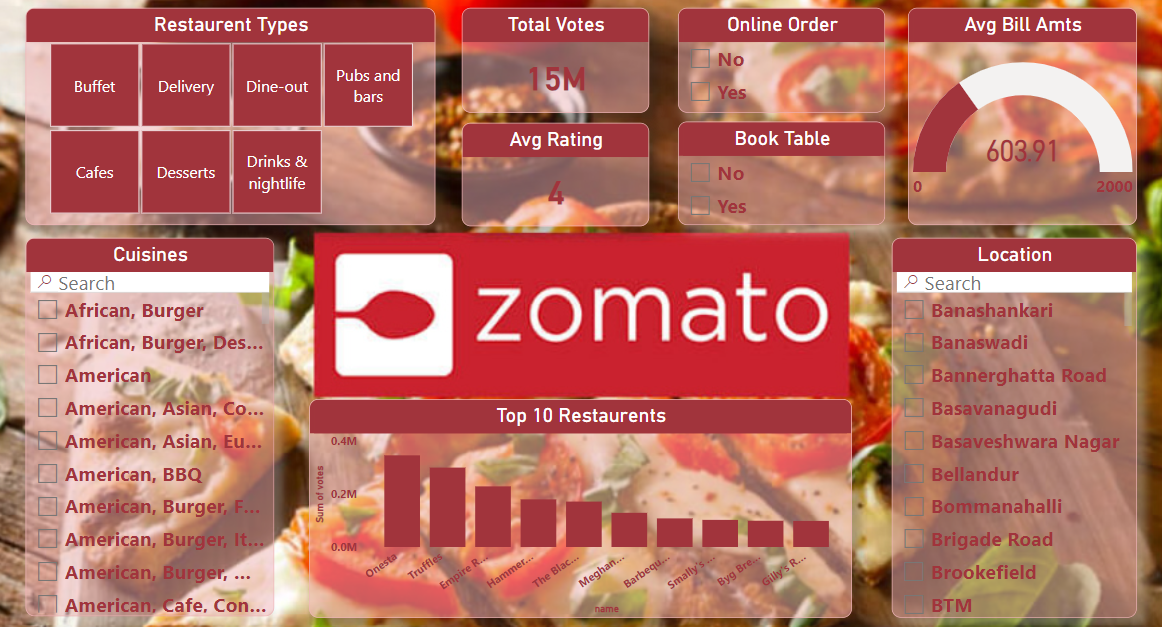 Restaurent Types
Buffet
Delivery
Dine-out
Pubs and
bars
Cafes
Desserts
Drinks &
nightlife
Total Votes
15M
Avg Rating
4
Online Order
No
Yes
Book Table
No
Yes
Avg Bill Amts
603.91
0
2000
Cuisines
Search
African, Burger
African, Burger, Des...
American
American, Asian, Co...
American, Asian, Eu...
American, BBQ
American, Burger, F...
American, Burger, It...
American, Burger, ...
American, Cafe, Con...
zomato
Top 10 Restaurents
Sum of votes
0.4M
0.2M
0.0M
Onesta
Truffles
Empire R...
Hammer...
The Blac...
Meghan...
Barbequ...
Smally's ...
Byg Bre...
Gilly's R...
name
Location
Search
Banashankari
Banaswadi
Bannerghatta Road
Basavanagudi
Basaveshwara Nagar
Bellandur
Bommanahalli
Brigade Road
Brookefield
BTM